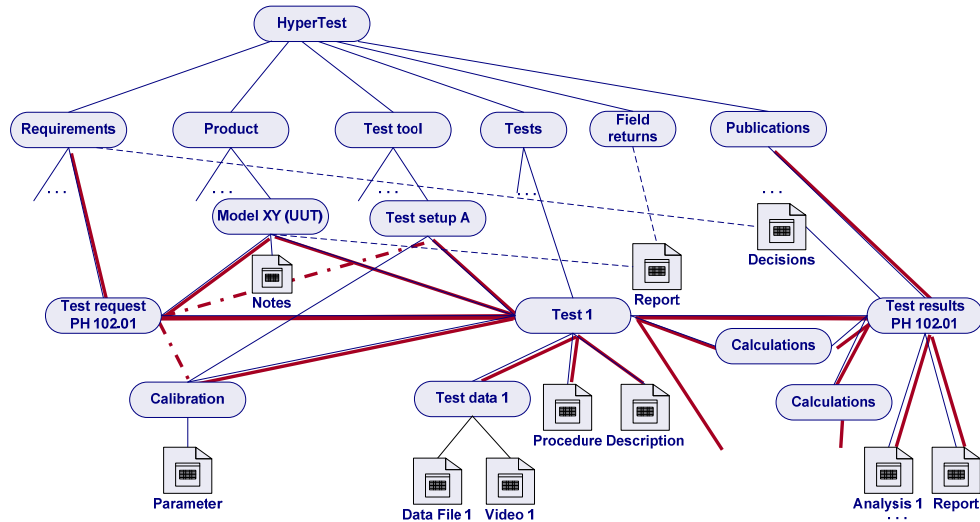 HyperTest
Requirements
Product
Test tool
Tests
Field
returns
Publications
. . .
. . .
. . .
. . .
. . .
Model XY (UUT)
Test setup A
Decisions
Notes
Report
Test request
PH 102.01
Test 1
Test results
PH 102.01
Calculations
Calibration
Test data 1
Calculations
Procedure
Description
Parameter
Data File 1
Video 1
Analysis 1
Report
. . .